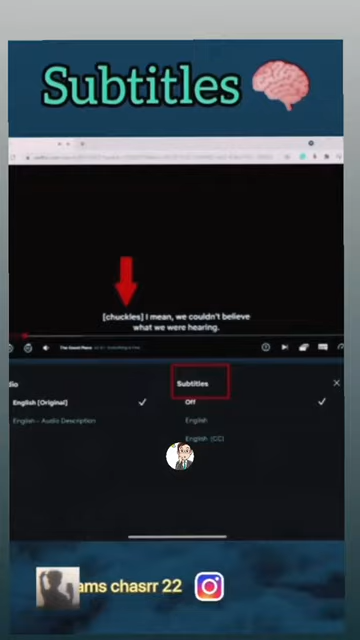 Subtitles
[chuckles] I mean, we couldn't believe
what we were hearing.
The Good Place
dio
English [Original]
English - Audio Description
Subtitles
Off
English
English (CC)
ams chasrr 22